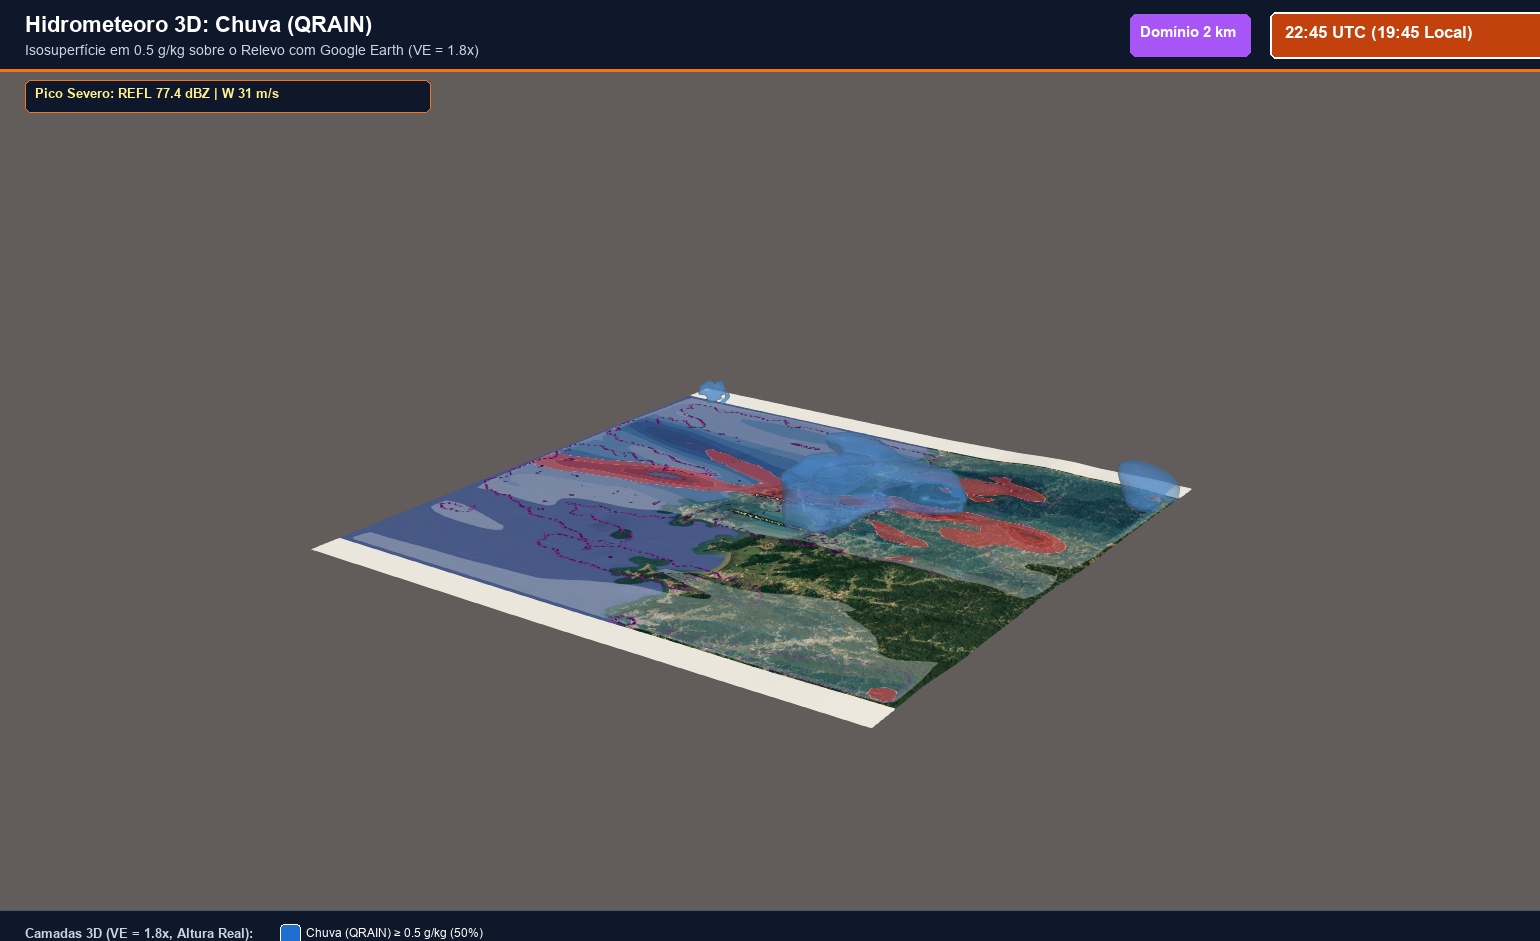 Hidrometeoro 3D: Chuva (QRAIN)
Isosuperfície em 0.5 g/kg sobre o Relevo com Google Earth (VE = 1.8x)
Domínio 2 km
22:45 UTC (19:45 Local)
Pico Severo: REFL 77.4 dBZ | W 31 m/s
Camadas 3D (VE = 1.8x, Altura Real):
Chuva (QRAIN) ≥ 0.5 g/kg (50%)